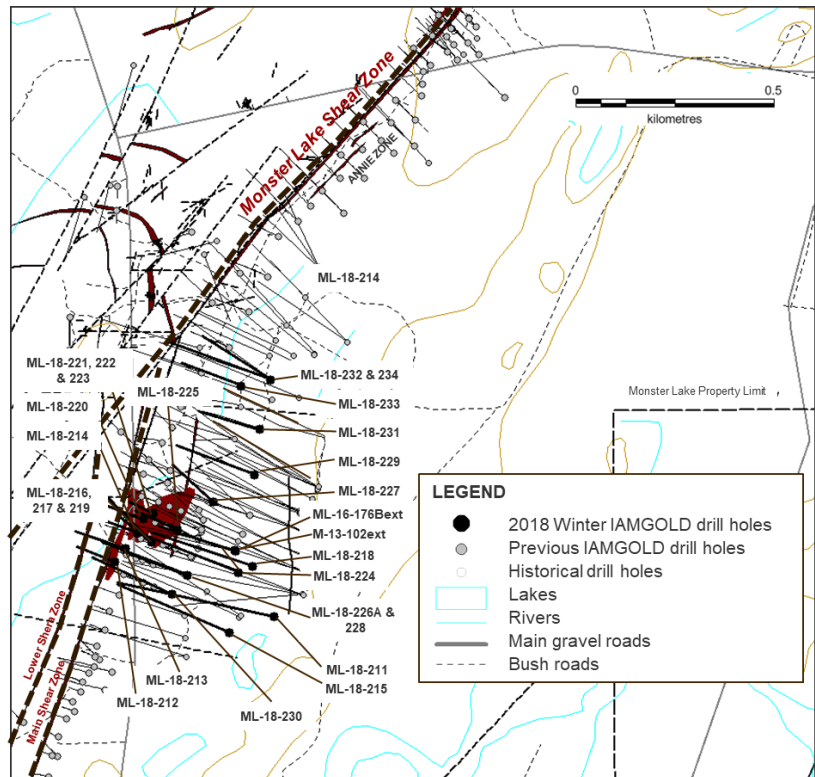 Monster Lake Shear Zone
ANNIE ZONE
0
0.5
kilometres
ML-18-214
ML-18-221, 222
& 223
ML-18-225
ML-18-220
ML-18-214
ML-18-216,
217 & 219
ML-18-232 & 234
ML-18-233
ML-18-231
ML-18-229
ML-18-227
ML-16-176Bext
M-13-102ext
ML-18-218
ML-18-224
ML-18-226A &
228
ML-18-211
ML-18-215
ML-18-213
ML-18-212
ML-18-230
Lower Shera Zone
Main Shear Zone
Monster Lake Property Limit
LEGEND
2018 Winter IAMGOLD drill holes
Previous IAMGOLD drill holes
Historical drill holes
Lakes
Rivers
Main gravel roads
Bush roads